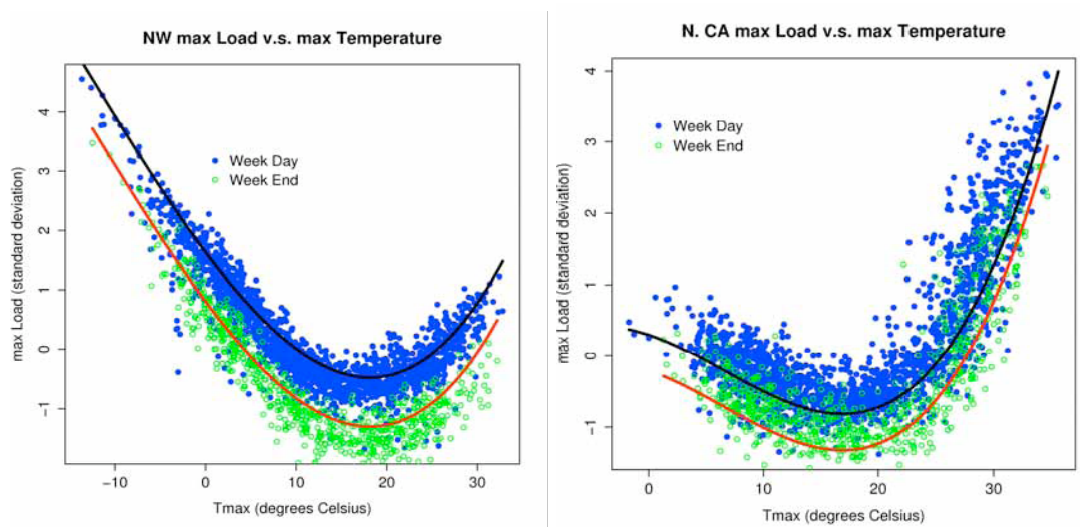 NW max Load v.s. max Temperature
max Load (standard deviation)
4
3
2
1
0
−1
Week Day
Week End
−10
0
10
20
30
Tmax (degrees Celsius)
N. CA max Load v.s. max Temperature
max Load (standard deviation)
4
3
2
1
0
−1
Week Day
Week End
0
10
20
30
Tmax (degrees Celsius)